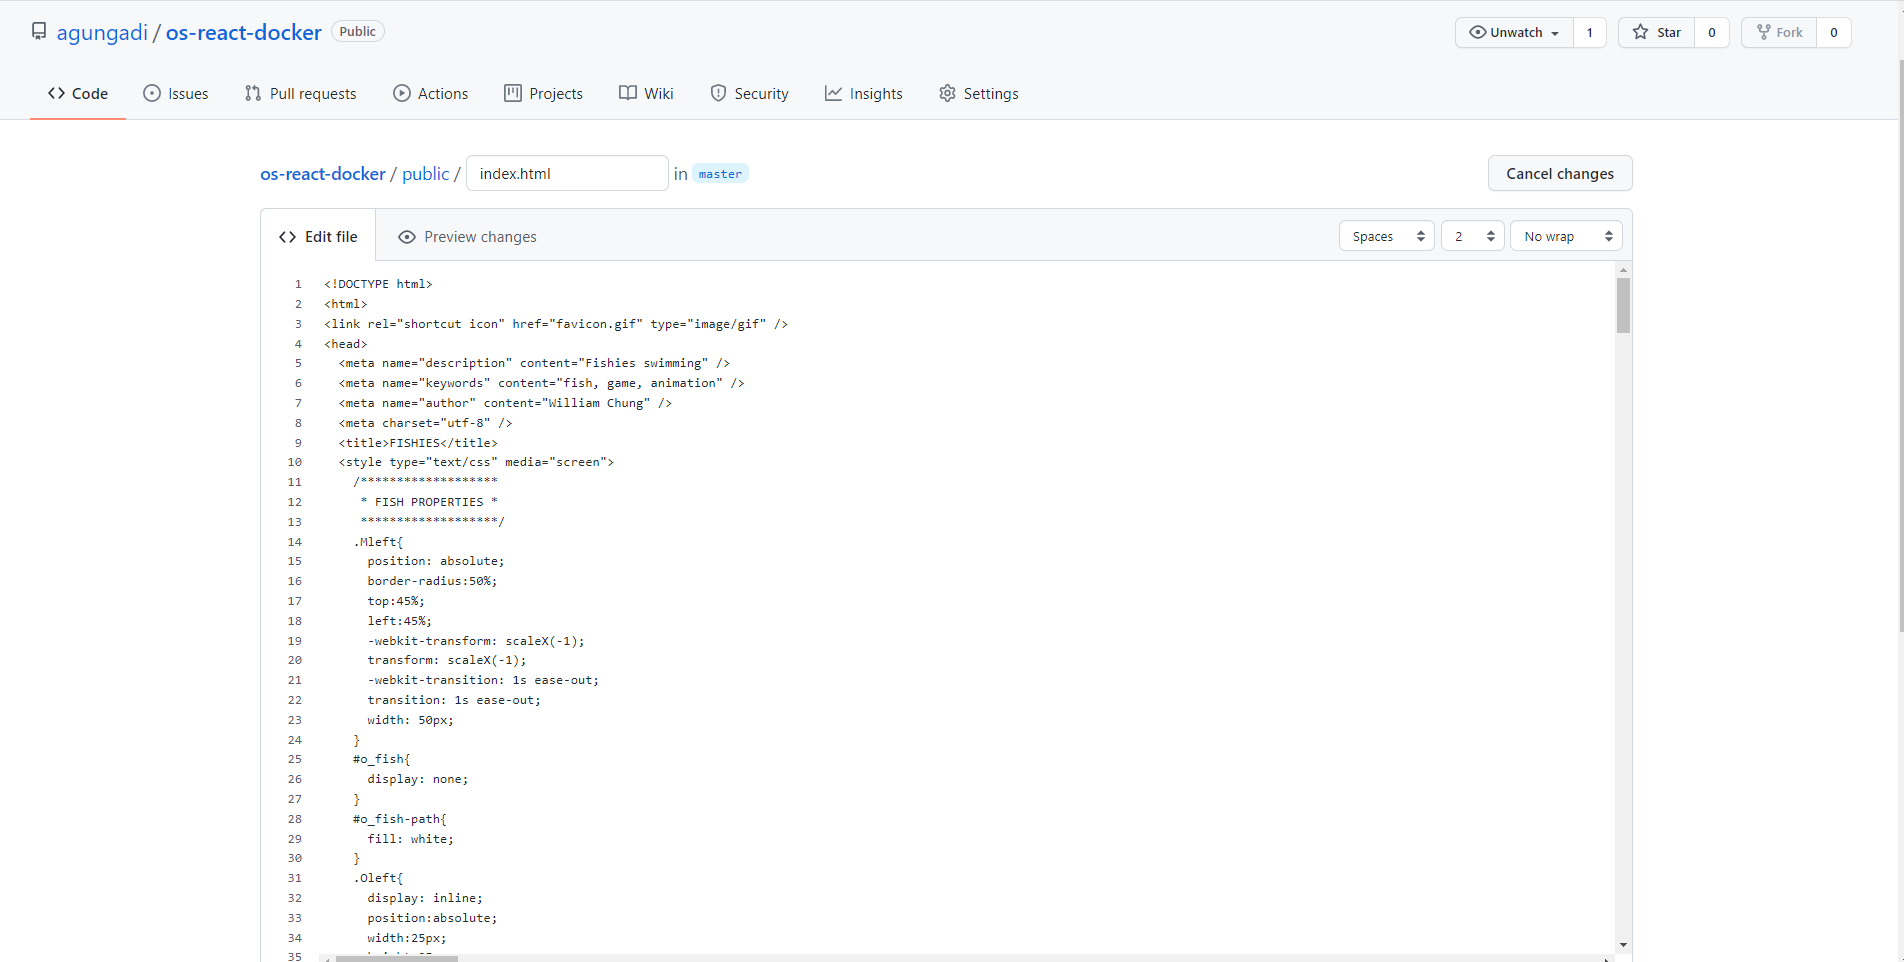 agungadi / os-react-docker Public
Unwatch 1 Star 0 Fork 0
Code Issues Pull requests Actions Projects Wiki Security Insights Settings
os-react-docker / public / index.html in master Cancel changes
Edit file Preview changes Spaces 2 No wrap
1 <!DOCTYPE html>
2 <html>
3 <link rel="shortcut icon" href="favicon.gif" type="image/gif" />
4 <head>
5 <meta name="description" content="Fishies swimming" />
6 <meta name="keywords" content="fish, game, animation" />
7 <meta name="author" content="William Chung" />
8 <meta charset="utf-8" />
9 <title>FISHIES</title>
10 <style type="text/css" media="screen">
11 /*******************
12 * FISH PROPERTIES *
13 *******************/
14 .Mleft{
15 position: absolute;
16 border-radius:50%;
17 top:45%;
18 left:45%;
19 -webkit-transform: scaleX(-1);
20 transform: scaleX(-1);
21 -webkit-transition: 1s ease-out;
22 transition: 1s ease-out;
23 width: 50px;
24 }
25 #o_fish{
26 display: none;
27 }
28 #o_fish-path{
29 fill: white;
30 }
31 .Oleft{
32 display: inline;
33 position:absolute;
34 width:25px;
35